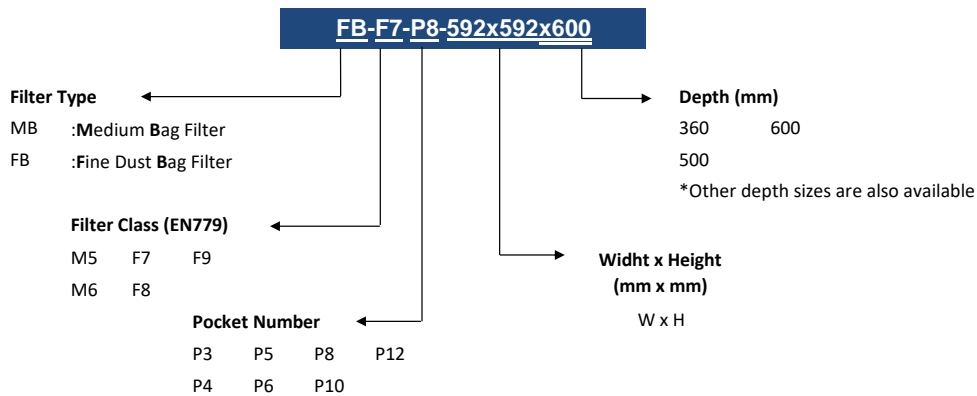 FB-F7-P8-592x592x600
Filter Type
MB :Medium Bag Filter
FB :Fine Dust Bag Filter
Depth (mm)
360 600
500
*Other depth sizes are also available
Filter Class (EN779)
M5 F7 F9
M6 F8
Widht x Height
(mm x mm)
W x H
Pocket Number
P3 P5 P8 P12
P4 P6 P10